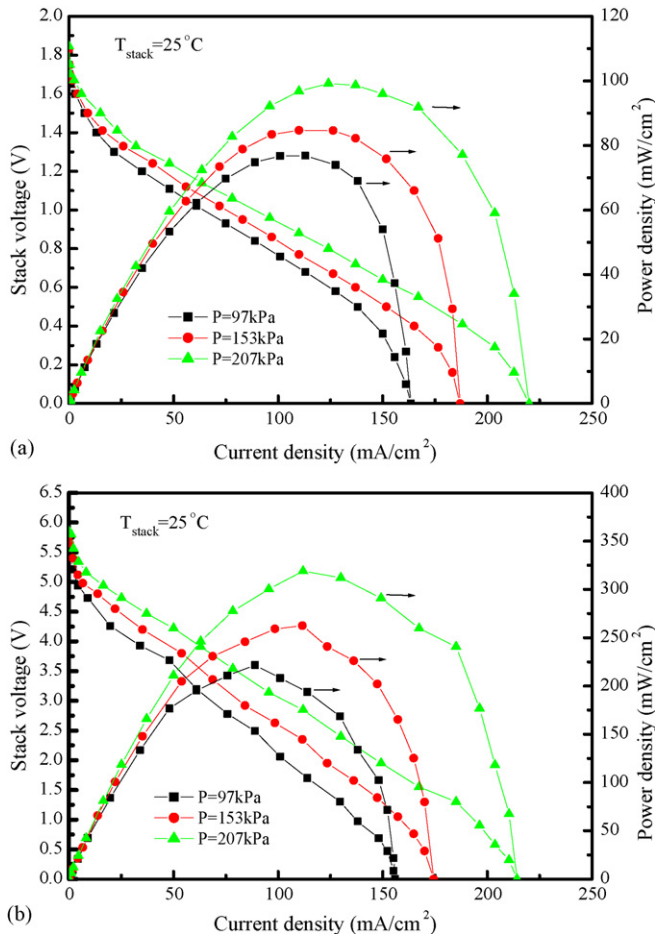 T_stack=25°C
Stack voltage (V)
2.0
1.8
1.6
1.4
1.2
1.0
0.8
0.6
0.4
0.2
0.0
120
100
80
60
40
20
0
Power density (mW/cm²)
P=97kPa
P=153kPa
P=207kPa
0 50 100 150 200 250
(a)
Current density (mA/cm²)
T_stack=25°C
Stack voltage (V)
6.5
6.0
5.5
5.0
4.5
4.0
3.5
3.0
2.5
2.0
1.5
1.0
0.5
0.0
400
350
300
250
200
150
100
50
0
Power density (mW/cm²)
P=97kPa
P=153kPa
P=207kPa
0 50 100 150 200 250
(b)
Current density (mA/cm²)